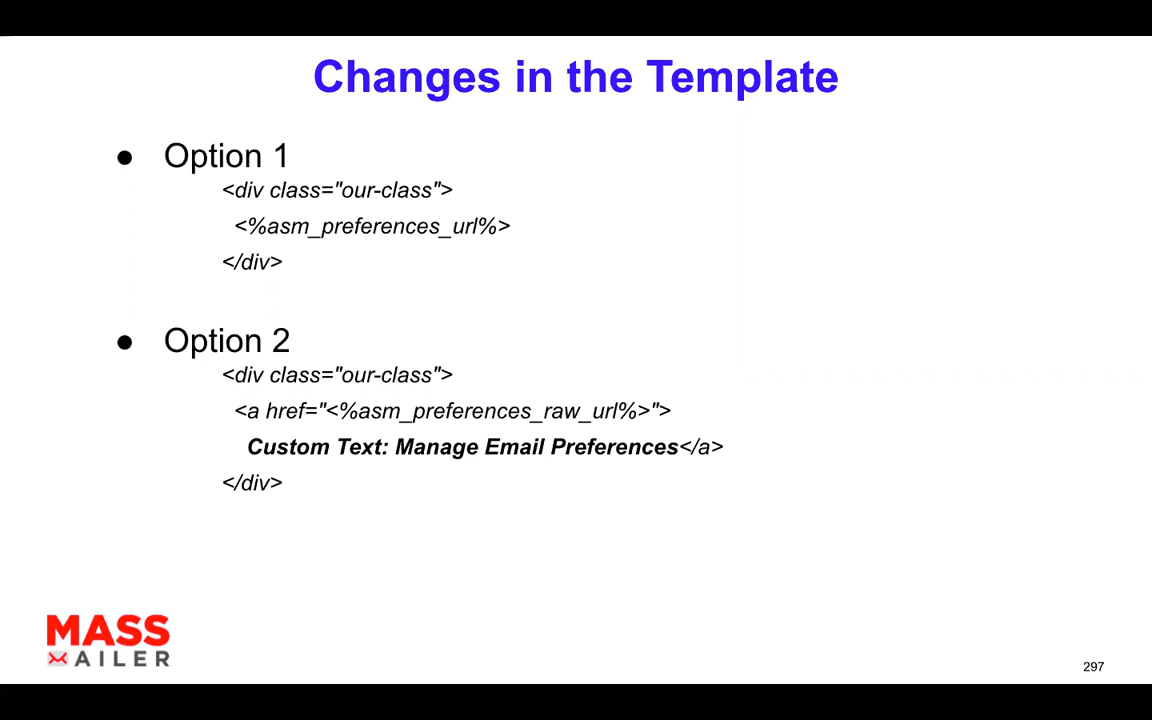 Changes in the Template
● Option 1
<div class="our-class">
<%asm_preferences_url%>
</div>
● Option 2
<div class="our-class">
<a href="<%asm_preferences_raw_url%>">
Custom Text: Manage Email Preferences</a>
</div>
MASS
AILER
297